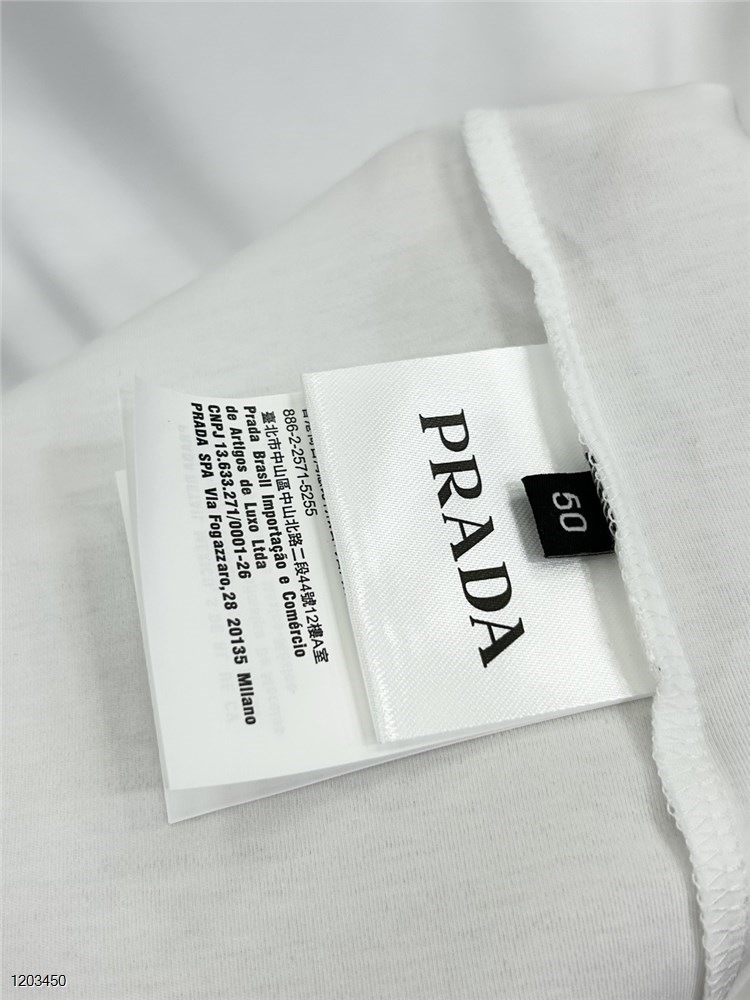 886-2-2571-5255
臺北市中山區中山北路二段44號12樓A室
Prada Brasil Importação e Comércio
de Artigos de Luxo Ltda
CNPJ 13.633.271/0001-26
PRADA SPA Via Fogazzaro, 28 20135 Milano
PRADA
50
1203450